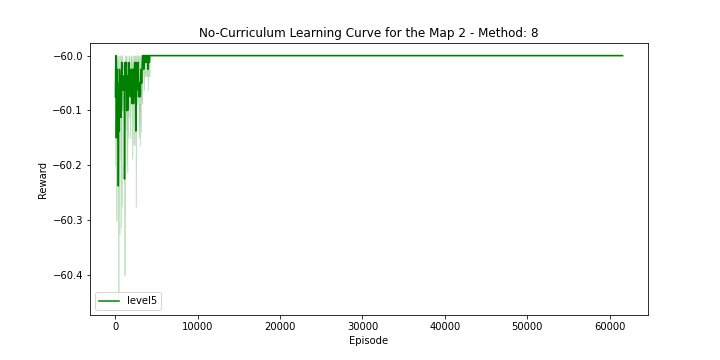 No-Curriculum Learning Curve for the Map 2 - Method: 8
Reward
−60.0
−60.1
−60.2
−60.3
−60.4
level5
0 10000 20000 30000 40000 50000 60000
Episode